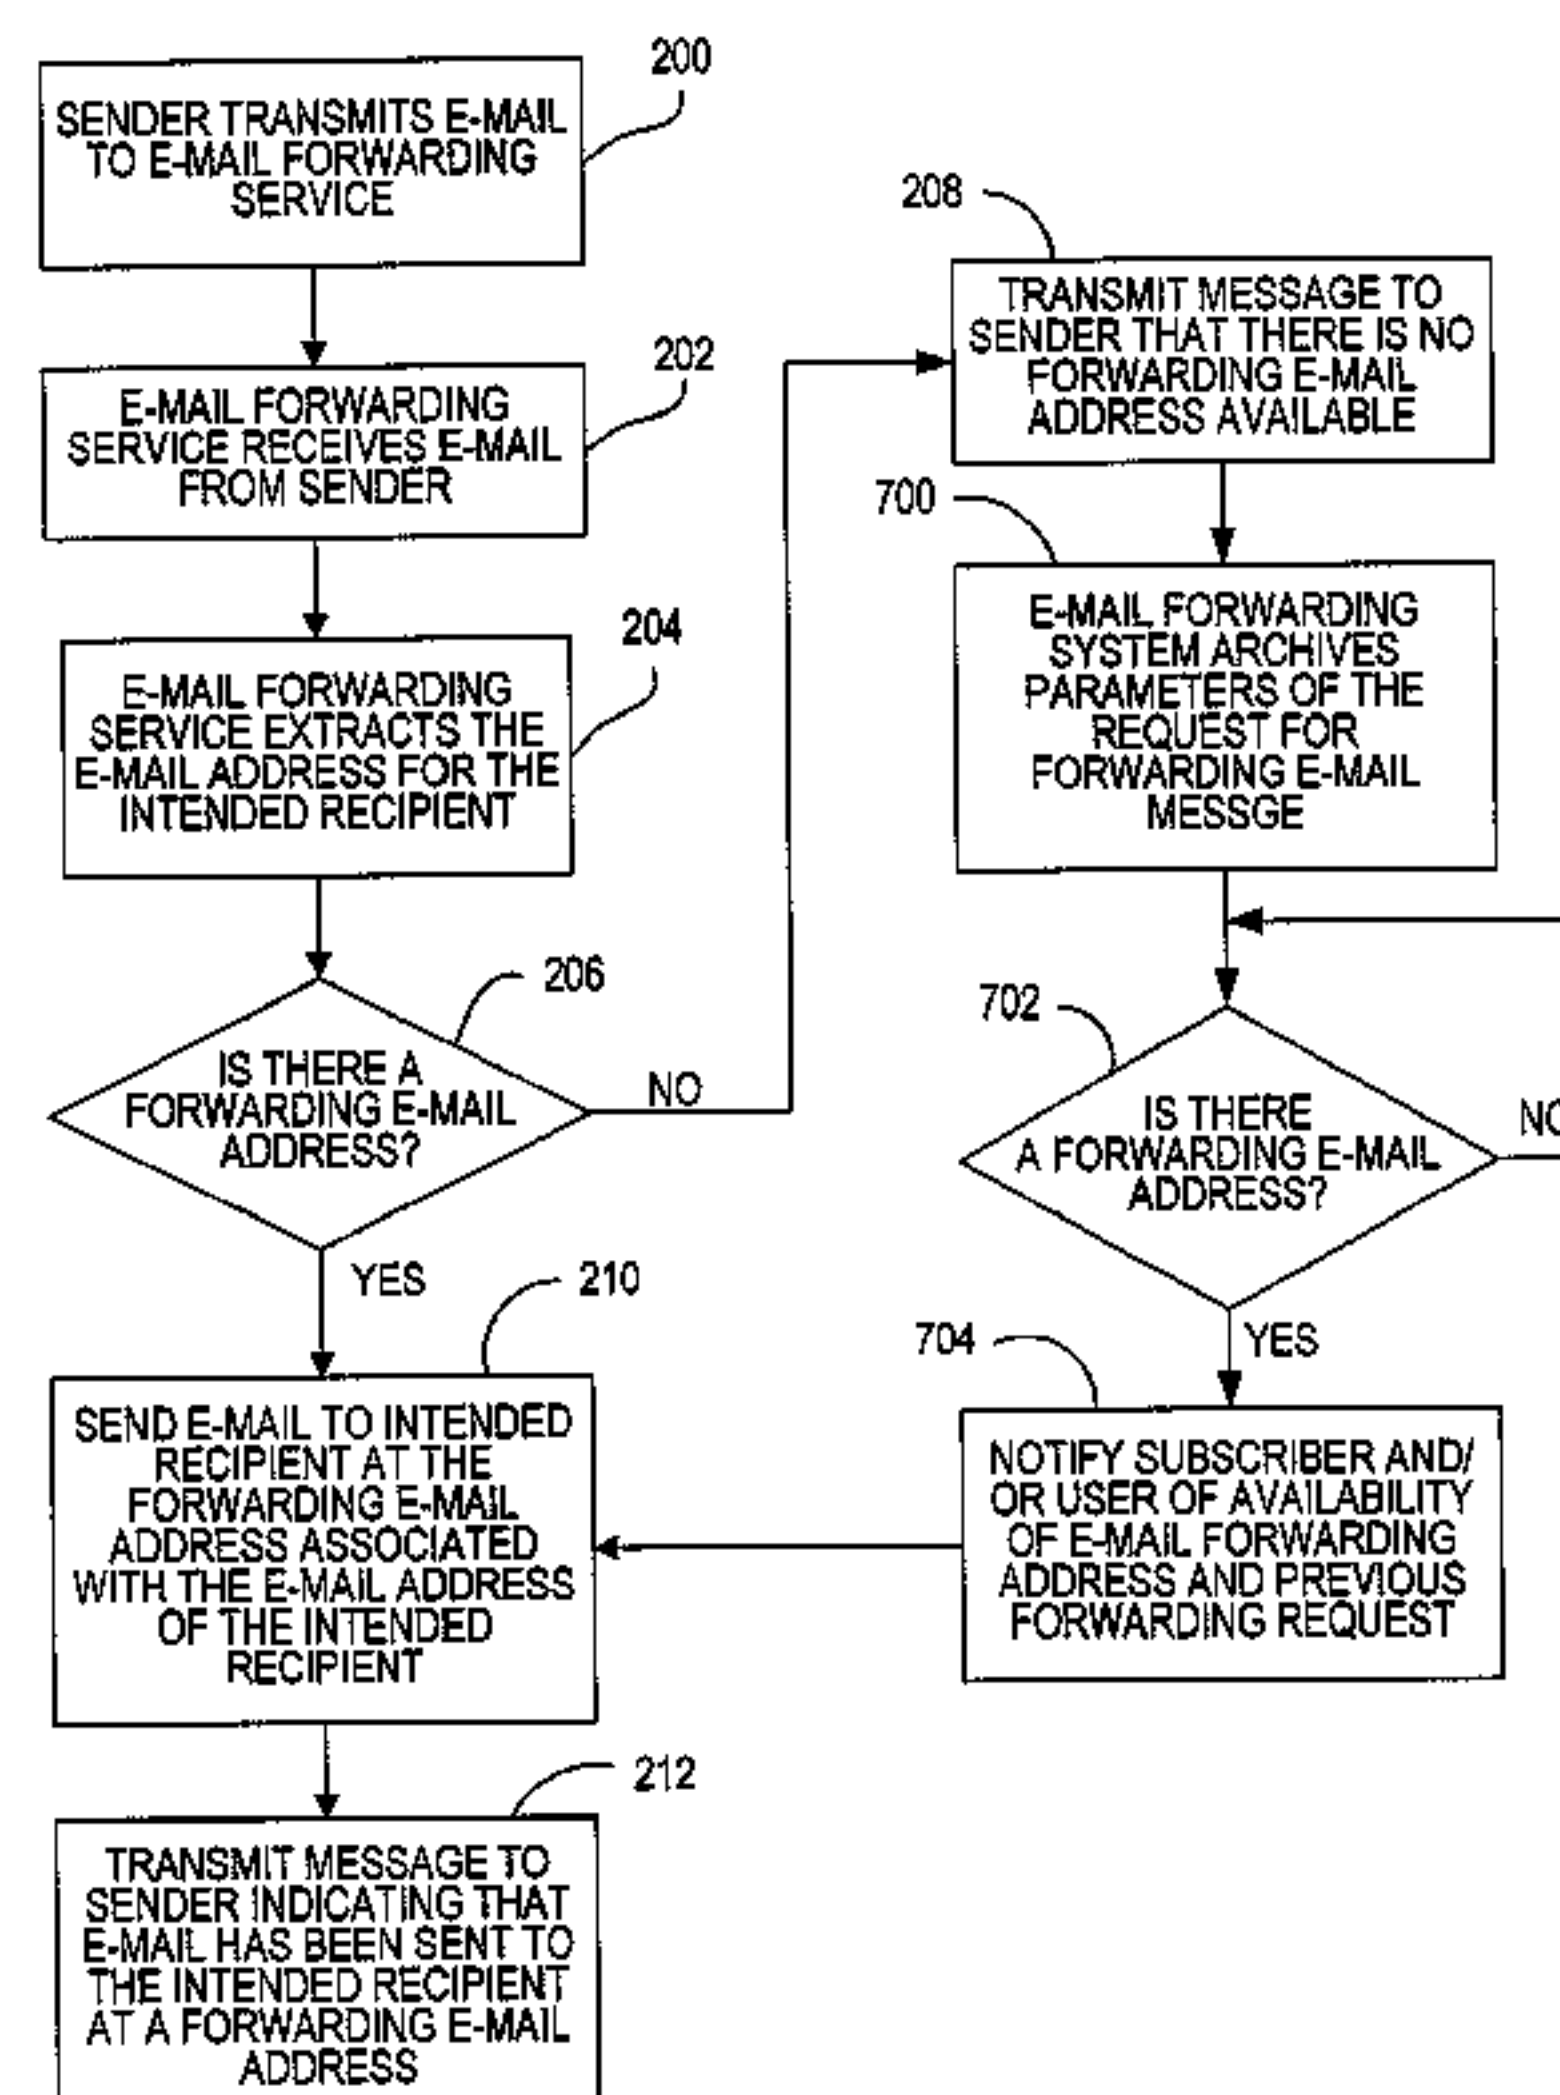 200
SENDER TRANSMITS E-MAIL
TO E-MAIL FORWARDING
SERVICE
202
E-MAIL FORWARDING
SERVICE RECEIVES E-MAIL
FROM SENDER
204
E-MAIL FORWARDING
SERVICE EXTRACTS THE
E-MAIL ADDRESS FOR THE
INTENDED RECIPIENT
206
IS THERE A
FORWARDING E-MAIL
ADDRESS?
NO
YES
210
SEND E-MAIL TO INTENDED
RECIPIENT AT THE
FORWARDING E-MAIL
ADDRESS ASSOCIATED
WITH THE E-MAIL ADDRESS
OF THE INTENDED
RECIPIENT
212
TRANSMIT MESSAGE TO
SENDER INDICATING THAT
E-MAIL HAS BEEN SENT TO
THE INTENDED RECIPIENT
AT A FORWARDING E-MAIL
ADDRESS
208
TRANSMIT MESSAGE TO
SENDER THAT THERE IS NO
FORWARDING E-MAIL
ADDRESS AVAILABLE
700
E-MAIL FORWARDING
SYSTEM ARCHIVES
PARAMETERS OF THE
REQUEST FOR
FORWARDING E-MAIL
MESSGE
702
IS THERE
A FORWARDING E-MAIL
ADDRESS?
NO
YES
704
NOTIFY SUBSCRIBER AND/
OR USER OF AVAILABILITY
OF E-MAIL FORWARDING
ADDRESS AND PREVIOUS
FORWARDING REQUEST